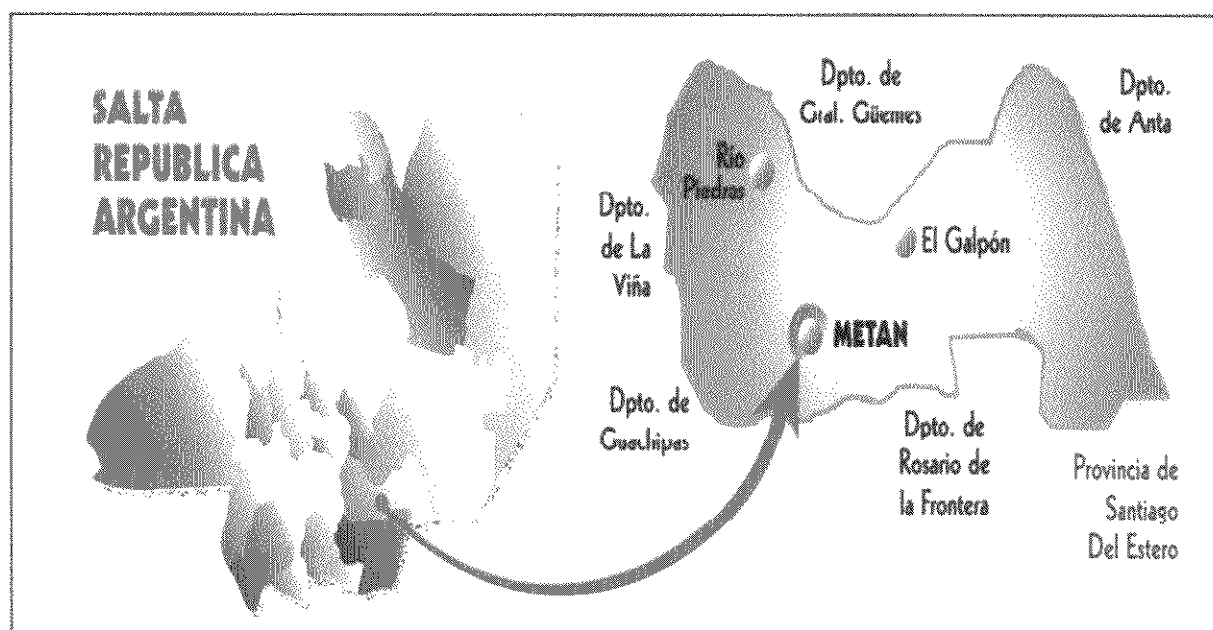 SALTA
REPUBLICA
ARGENTINA
Dpto. de
Gral. Güemes
Dpto.
de Anta
Río
Piedras
Dpto.
de La
Viña
El Galpón
METAN
Dpto. de
Guachipas
Dpto. de
Rosario de
la Frontera
Provincia de
Santiago
Del Estero